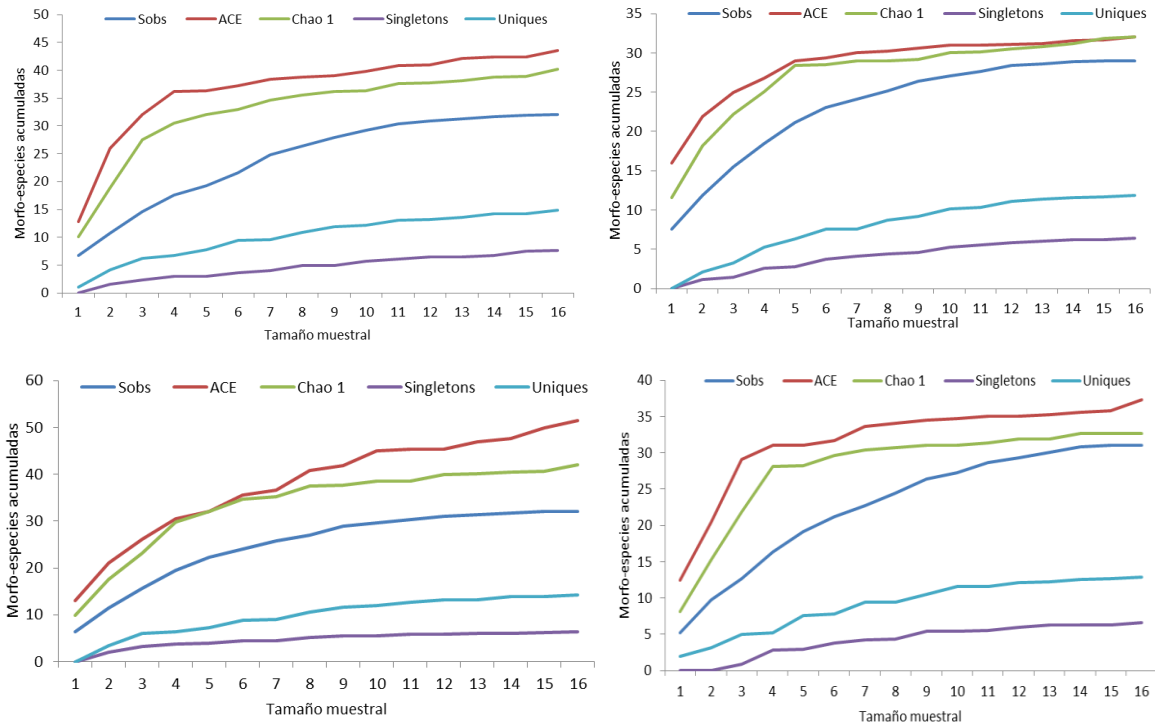 Sobs ACE Chao 1 Singletons Uniques
Morfo-especies acumuladas
50
45
40
35
30
25
20
15
10
5
0
1 2 3 4 5 6 7 8 9 10 11 12 13 14 15 16
Tamaño muestral
Sobs ACE Chao 1 Singletons Uniques
Morfo-especies acumuladas
35
30
25
20
15
10
5
0
1 2 3 4 5 6 7 8 9 10 11 12 13 14 15 16
Tamaño muestral
Sobs ACE Chao 1 Singletons Uniques
Morfo-especies acumuladas
60
50
40
30
20
10
0
1 2 3 4 5 6 7 8 9 10 11 12 13 14 15 16
Tamaño muestral
Sobs ACE Chao 1 Singletons Uniques
Morfo-especies acumuladas
40
35
30
25
20
15
10
5
0
1 2 3 4 5 6 7 8 9 10 11 12 13 14 15 16
Tamaño muestral